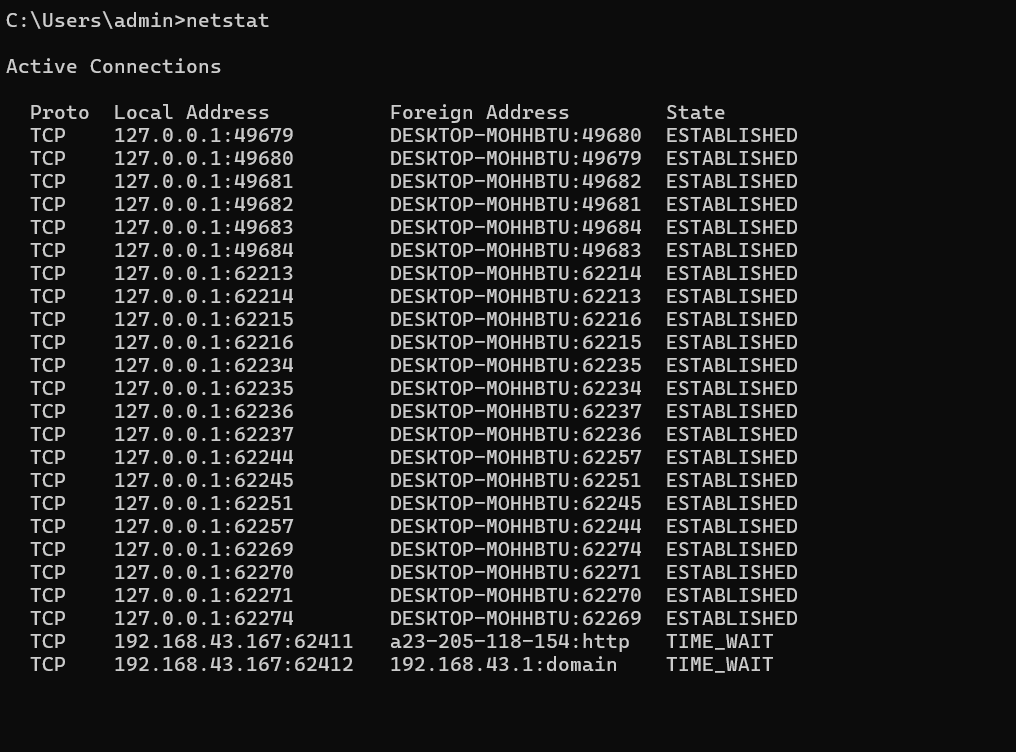 C:\Users\admin>netstat
Active Connections
Proto  Local Address          Foreign Address        State
TCP    127.0.0.1:49679        DESKTOP-MOHHBTU:49680  ESTABLISHED
TCP    127.0.0.1:49680        DESKTOP-MOHHBTU:49679  ESTABLISHED
TCP    127.0.0.1:49681        DESKTOP-MOHHBTU:49682  ESTABLISHED
TCP    127.0.0.1:49682        DESKTOP-MOHHBTU:49681  ESTABLISHED
TCP    127.0.0.1:49683        DESKTOP-MOHHBTU:49684  ESTABLISHED
TCP    127.0.0.1:49684        DESKTOP-MOHHBTU:49683  ESTABLISHED
TCP    127.0.0.1:62213        DESKTOP-MOHHBTU:62214  ESTABLISHED
TCP    127.0.0.1:62214        DESKTOP-MOHHBTU:62213  ESTABLISHED
TCP    127.0.0.1:62215        DESKTOP-MOHHBTU:62216  ESTABLISHED
TCP    127.0.0.1:62216        DESKTOP-MOHHBTU:62215  ESTABLISHED
TCP    127.0.0.1:62234        DESKTOP-MOHHBTU:62235  ESTABLISHED
TCP    127.0.0.1:62235        DESKTOP-MOHHBTU:62234  ESTABLISHED
TCP    127.0.0.1:62236        DESKTOP-MOHHBTU:62237  ESTABLISHED
TCP    127.0.0.1:62237        DESKTOP-MOHHBTU:62236  ESTABLISHED
TCP    127.0.0.1:62244        DESKTOP-MOHHBTU:62257  ESTABLISHED
TCP    127.0.0.1:62245        DESKTOP-MOHHBTU:62251  ESTABLISHED
TCP    127.0.0.1:62251        DESKTOP-MOHHBTU:62245  ESTABLISHED
TCP    127.0.0.1:62257        DESKTOP-MOHHBTU:62244  ESTABLISHED
TCP    127.0.0.1:62269        DESKTOP-MOHHBTU:62274  ESTABLISHED
TCP    127.0.0.1:62270        DESKTOP-MOHHBTU:62271  ESTABLISHED
TCP    127.0.0.1:62271        DESKTOP-MOHHBTU:62270  ESTABLISHED
TCP    127.0.0.1:62274        DESKTOP-MOHHBTU:62269  ESTABLISHED
TCP    192.168.43.167:62411   a23-205-118-154:http   TIME_WAIT
TCP    192.168.43.167:62412   192.168.43.1:domain    TIME_WAIT